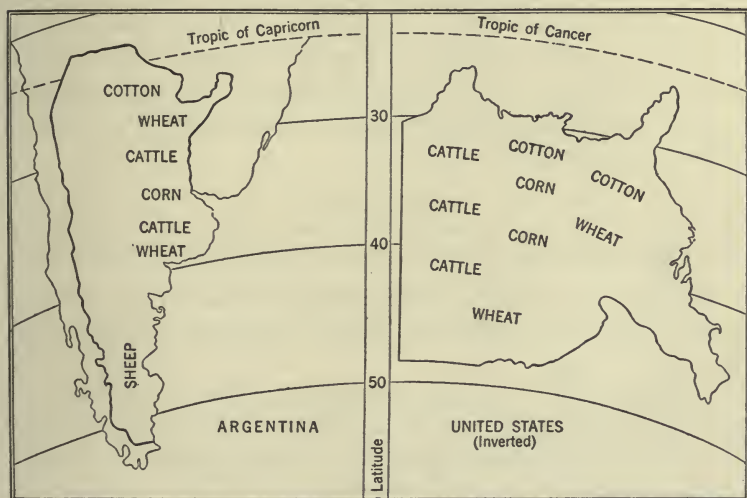 Tropic of Capricorn
COTTON
WHEAT
CATTLE
CORN
CATTLE
WHEAT
SHEEP
ARGENTINA
30
40
50
Latitude
Tropic of Cancer
CATTLE
COTTON
COTTON
CORN
CATTLE
WHEAT
CORN
CATTLE
WHEAT
UNITED STATES
(Inverted)